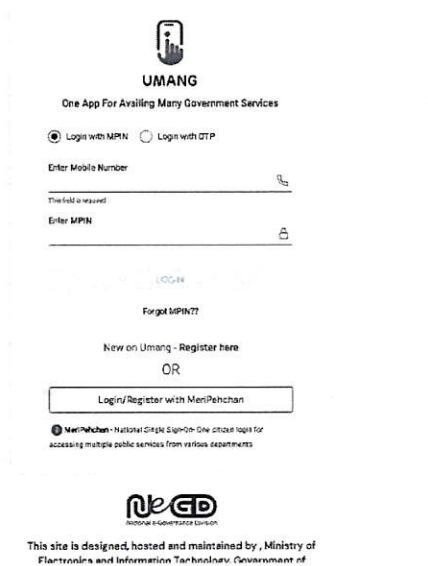 UMANG
One App For Availing Many Government Services
Login with MPIN Login with OTP
Enter Mobile Number
This field is required
Enter MPIN
LOGIN
Forgot MPIN??
New on Umang - Register here
OR
Login/Register with MeriPehchan
MeriPehchan - National Single Sign-On- One citizen login for
accessing multiple public services from various departments
NeGD
National e-Governance Division
This site is designed, hosted and maintained by , Ministry of
Electronics and Information Technology, Government of